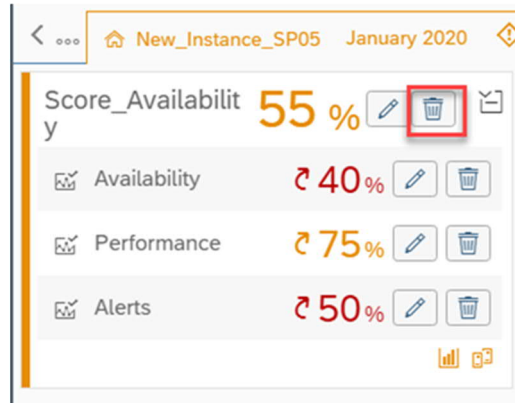 New_Instance_SP05 January 2020
Score_Availabilit
y
55 %
Availability 40 %
Performance 75 %
Alerts 50 %